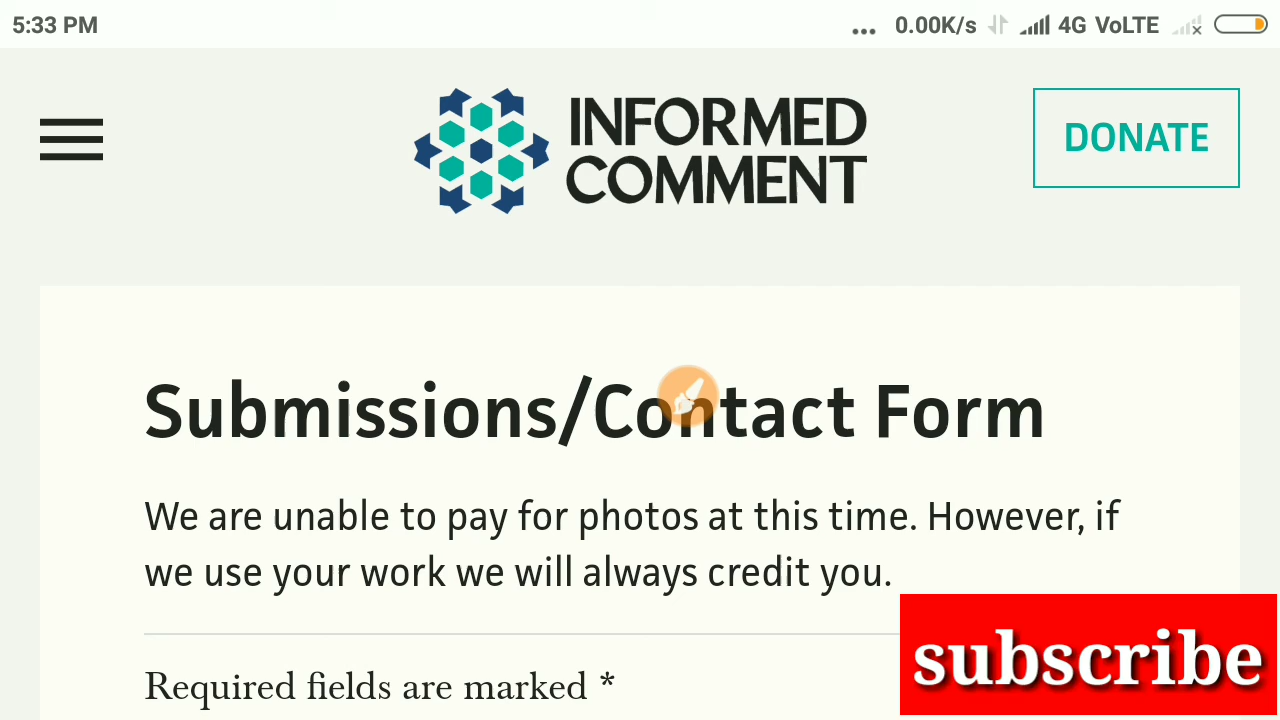 5:33 PM
... 0.00K/s 4G VoLTE
INFORMED
COMMENT
DONATE
Submissions/Contact Form
We are unable to pay for photos at this time. However, if
we use your work we will always credit you.
subscribe
Required fields are marked *